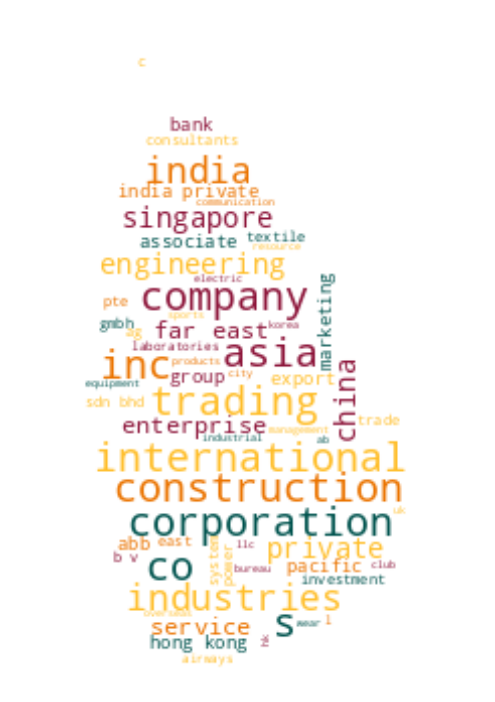 c
bank
consultants
india
india private
communication
singapore
associate textile
resource
engineering
electric
company
marketing
pte
sports
gmbh
ag
far east
korea
laboratories
asia
inc
products
group
city
export
equipment
china
sdn bhd
trading
trade
enterprise
management
industrial
ab
international
construction
uk
corporation
abb
east
system
power
llc
private
b v
co
bureau
pacific
club
investment
industries
overseas
service
s
wear
l
hong kong
hk
airways